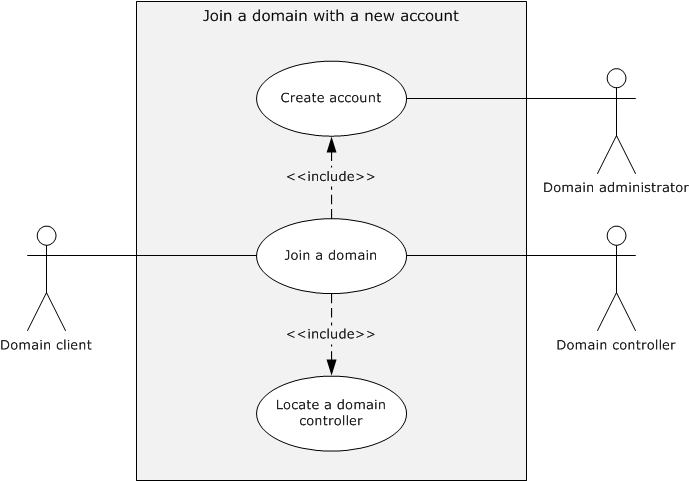 Join a domain with a new account
Create account
<<include>>
Domain administrator
Join a domain
Domain client
<<include>>
Domain controller
Locate a domain
controller